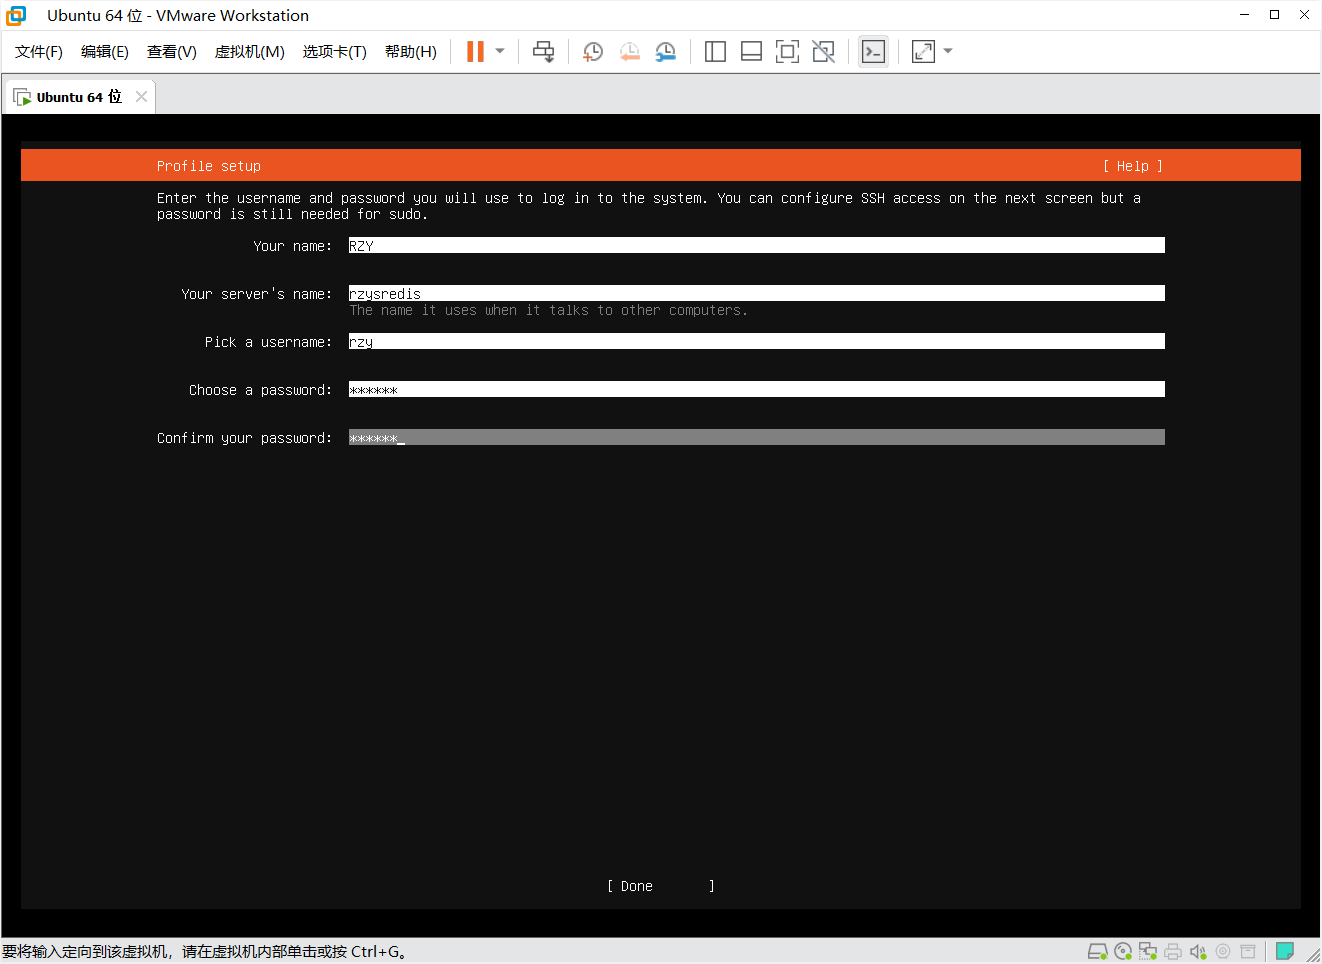 Ubuntu 64 位 - VMware Workstation
文件(F) 编辑(E) 查看(V) 虚拟机(M) 选项卡(T) 帮助(H)
Ubuntu 64 位
Profile setup [ Help ]
Enter the username and password you will use to log in to the system. You can configure SSH access on the next screen but a
password is still needed for sudo.
Your name: RZY
Your server's name: rzysredis
The name it uses when it talks to other computers.
Pick a username: rzy
Choose a password: ******
Confirm your password: ******_
[ Done ]
要将输入定向到该虚拟机，请在虚拟机内部单击或按 Ctrl+G。